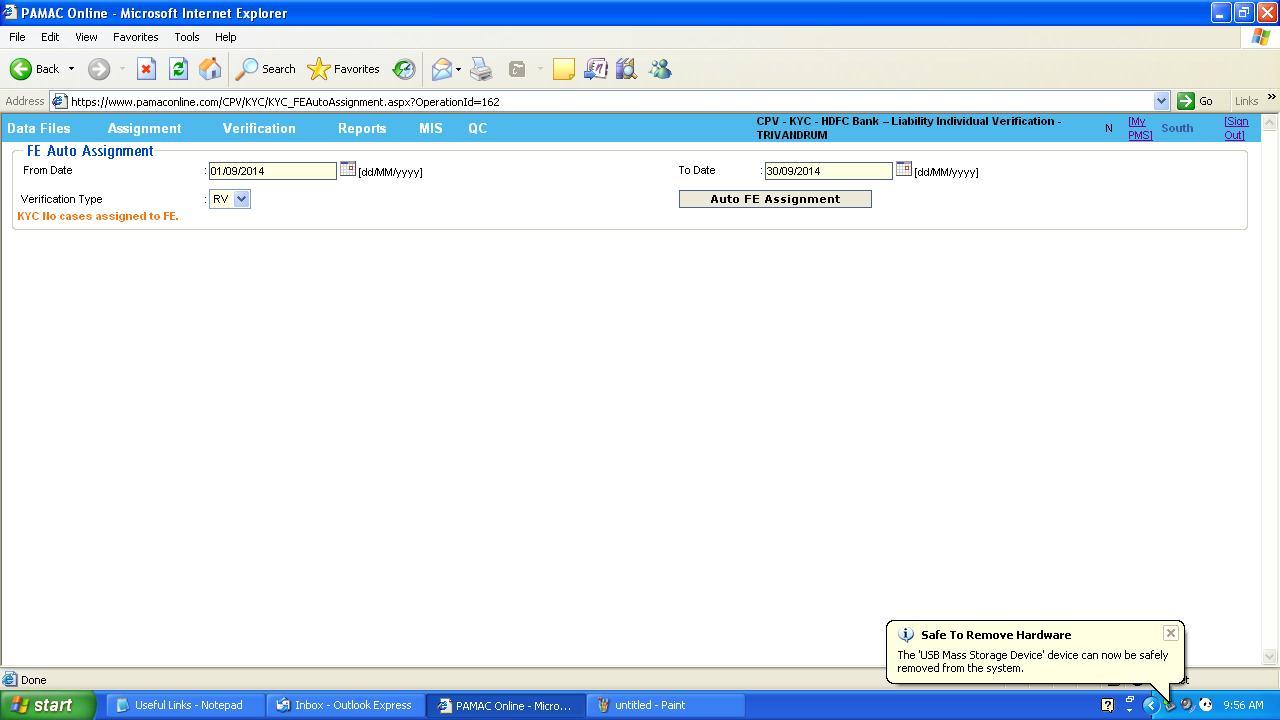 PAMAC Online - Microsoft Internet Explorer
File Edit View Favorites Tools Help
Back Search Favorites
Address https://www.pamaconline.com/CPV/KYC/KYC_FEAutoAssignment.aspx?OperationId=162 Go Links »
Data Files Assignment Verification Reports MIS QC
CPV - KYC - HDFC Bank – Liability Individual Verification -
TRIVANDRUM
N
[My
PMS]
South
[Sign
Out]
FE Auto Assignment
From Date : 01/09/2014 [dd/MM/yyyy] To Date : 30/09/2014 [dd/MM/yyyy]
Verification Type : RV Auto FE Assignment
KYC No cases assigned to FE.
Safe To Remove Hardware
The 'USB Mass Storage Device' device can now be safely
removed from the system.
Done
start Useful Links - Notepad Inbox - Outlook Express PAMAC Online - Micro... untitled - Paint 9:56 AM